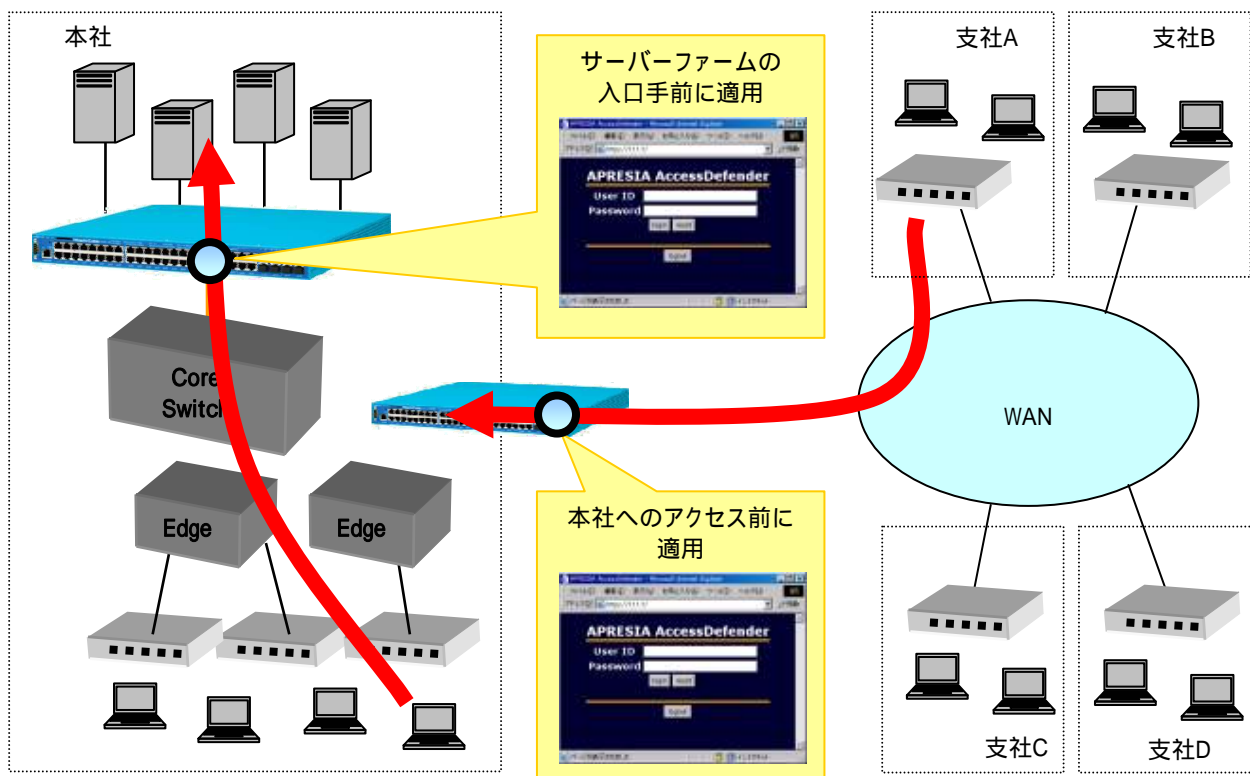 本社
サーバーファームの
入口手前に適用
APRESIA AccessDefender
User ID
Password
Core
Switch
Edge
Edge
本社へのアクセス前に
適用
APRESIA AccessDefender
User ID
Password
支社A
支社B
WAN
支社C
支社D